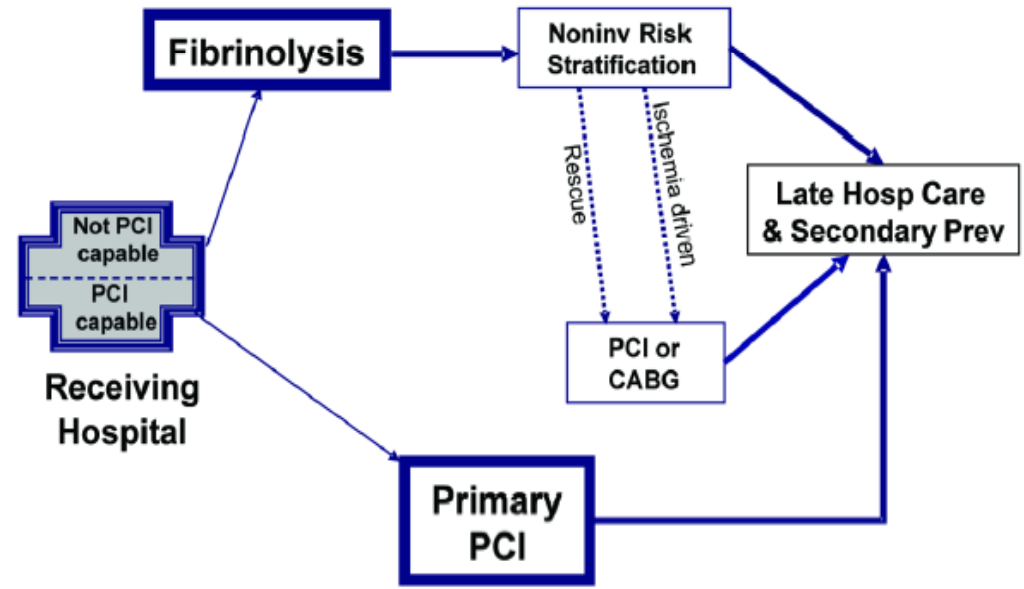 Fibrinolysis
Noninv Risk
Stratification
Rescue
Ischemia driven
Late Hosp Care
& Secondary Prev
Not PCI
capable
PCI
capable
Receiving
Hospital
PCI or
CABG
Primary
PCI